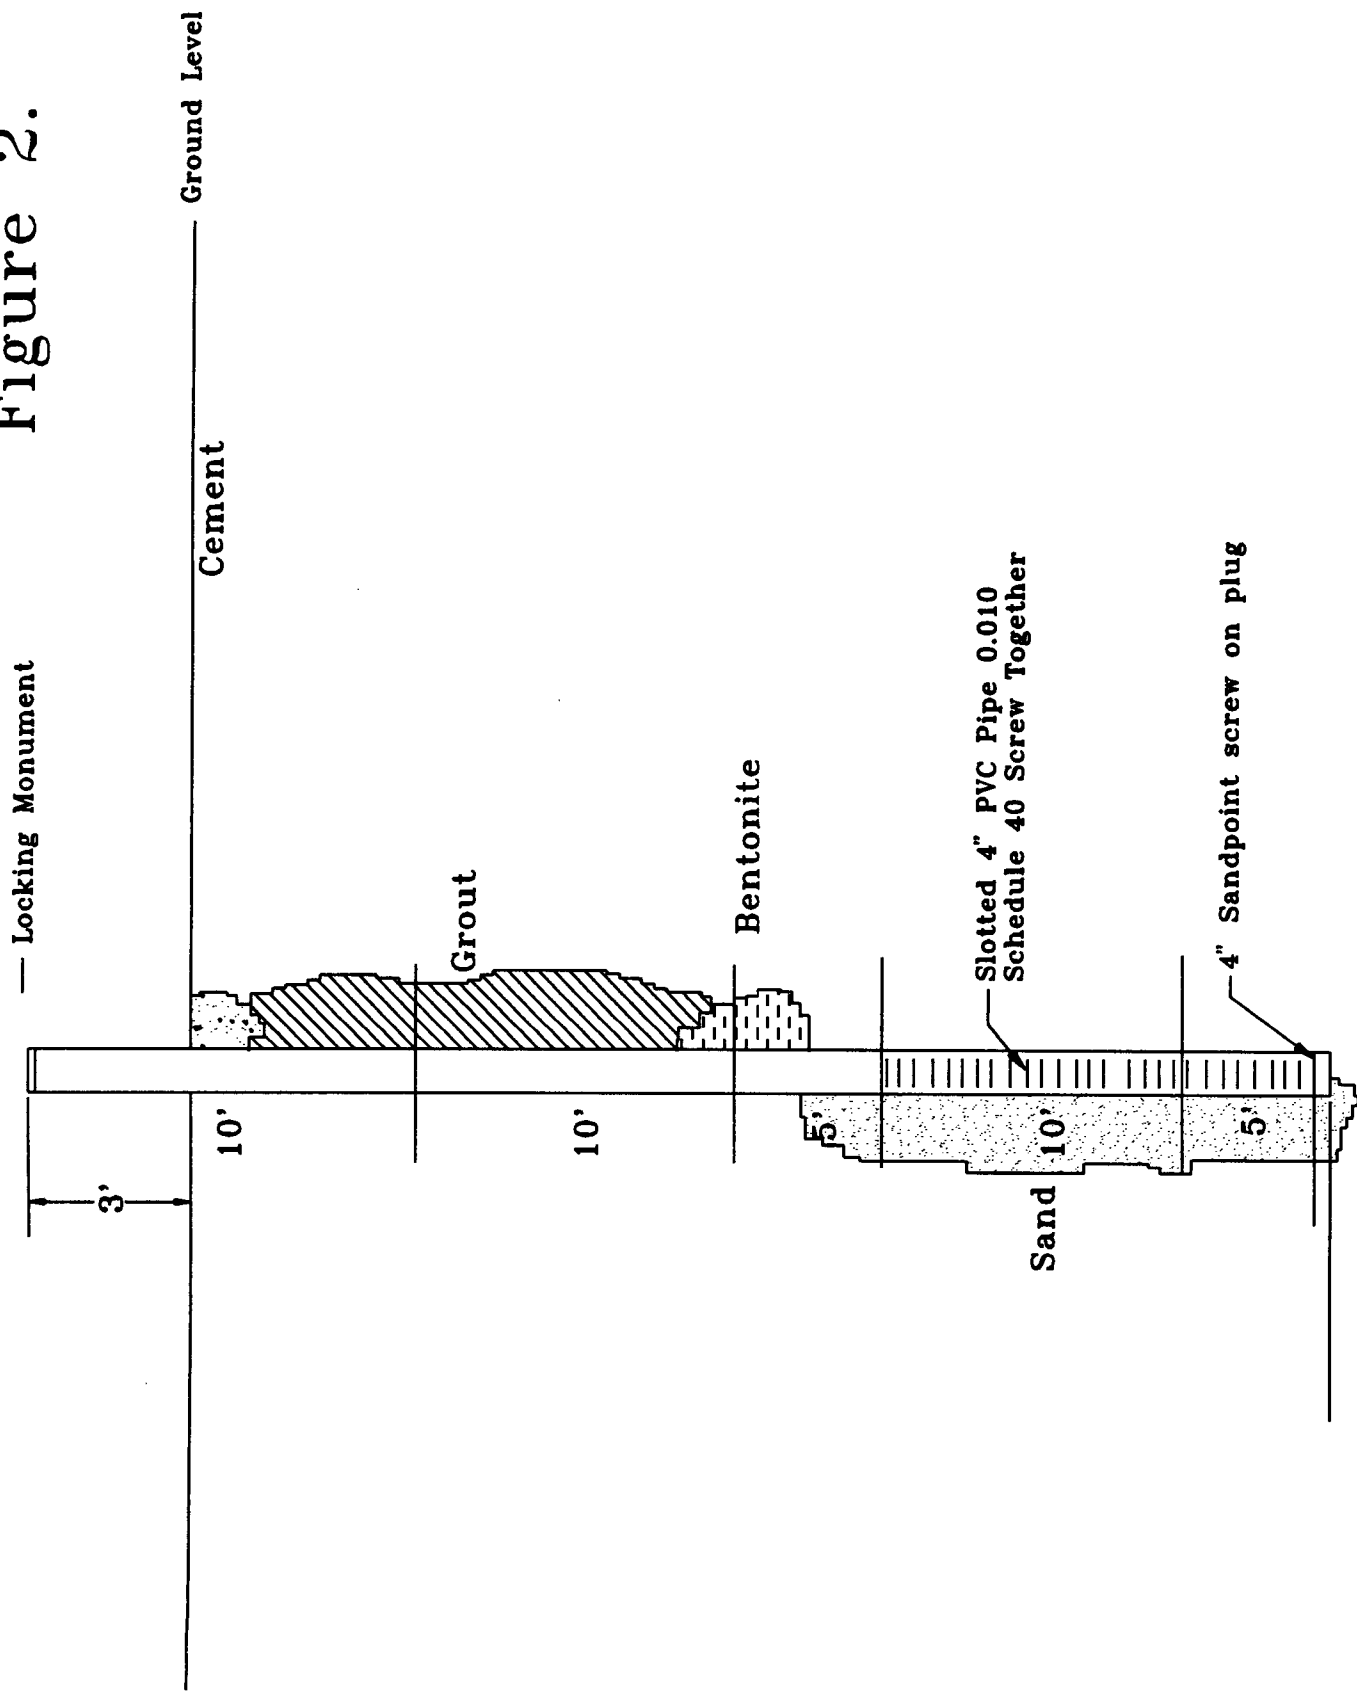 Figure 2.
Locking Monument
Ground Level
Cement
3'
10'
Grout
10'
Bentonite
5'
Slotted 4" PVC Pipe 0.010
Schedule 40 Screw Together
10'
Sand
4" Sandpoint screw on plug
5'